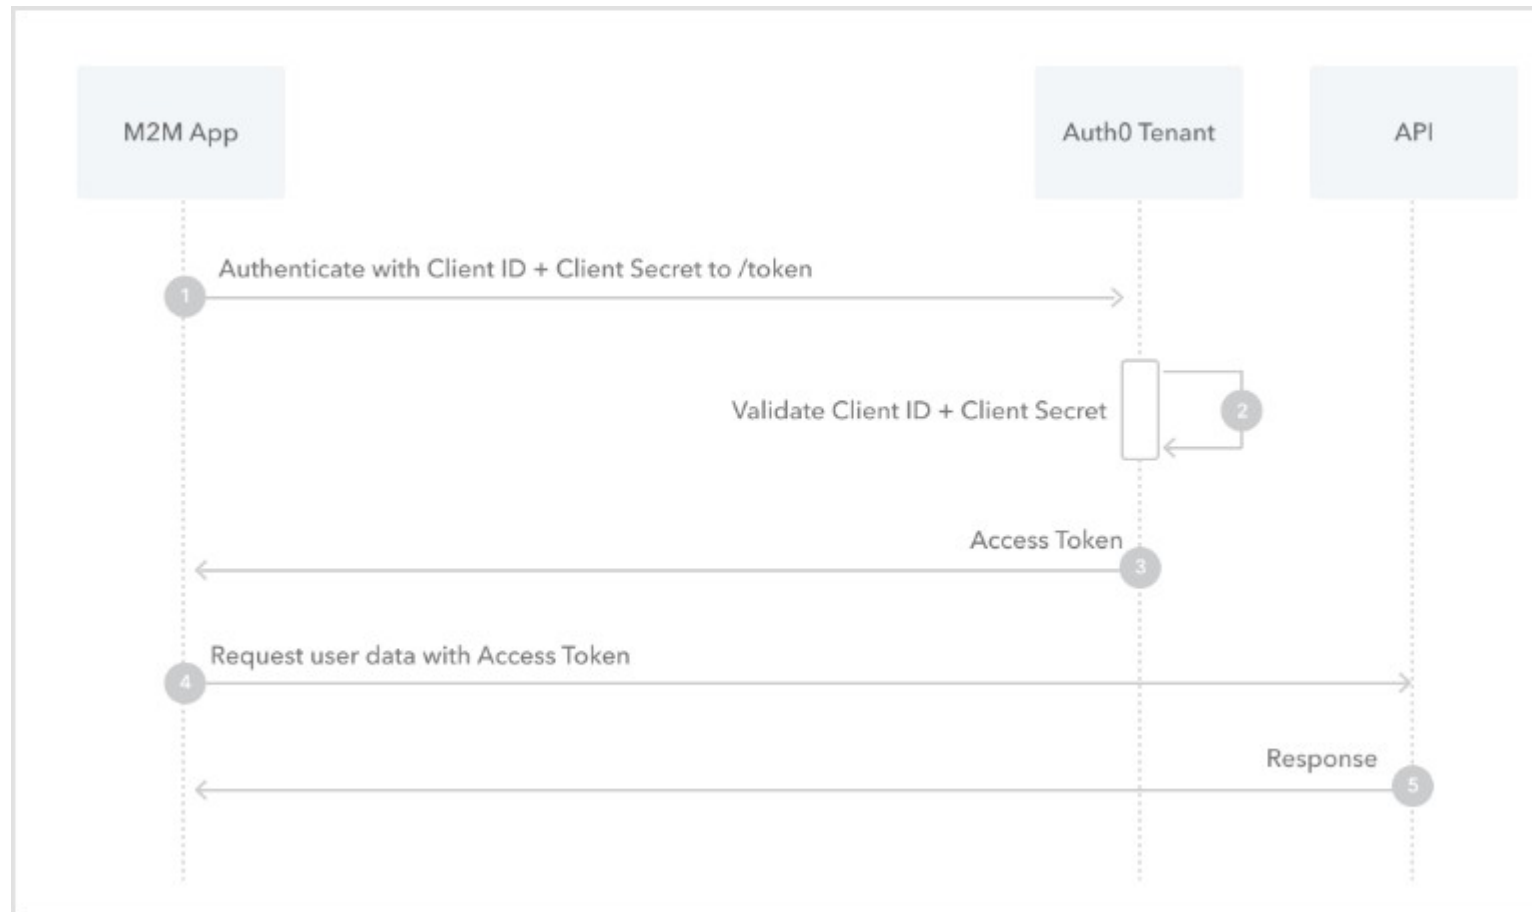 M2M App
Auth0 Tenant
API
Authenticate with Client ID + Client Secret to /token
1
Validate Client ID + Client Secret
2
Access Token
3
Request user data with Access Token
4
Response
5